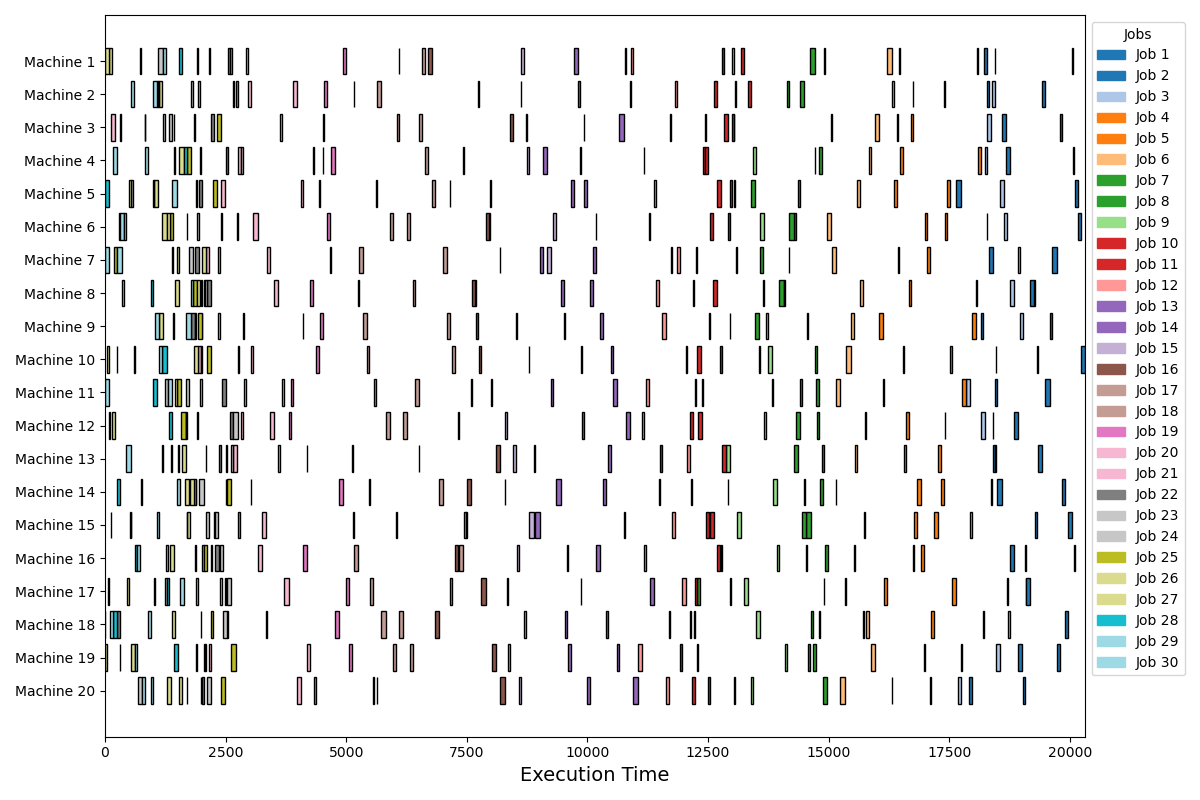 Machine 1
Machine 2
Machine 3
Machine 4
Machine 5
Machine 6
Machine 7
Machine 8
Machine 9
Machine 10
Machine 11
Machine 12
Machine 13
Machine 14
Machine 15
Machine 16
Machine 17
Machine 18
Machine 19
Machine 20
0 2500 5000 7500 10000 12500 15000 17500 20000
Execution Time
Jobs
Job 1
Job 2
Job 3
Job 4
Job 5
Job 6
Job 7
Job 8
Job 9
Job 10
Job 11
Job 12
Job 13
Job 14
Job 15
Job 16
Job 17
Job 18
Job 19
Job 20
Job 21
Job 22
Job 23
Job 24
Job 25
Job 26
Job 27
Job 28
Job 29
Job 30